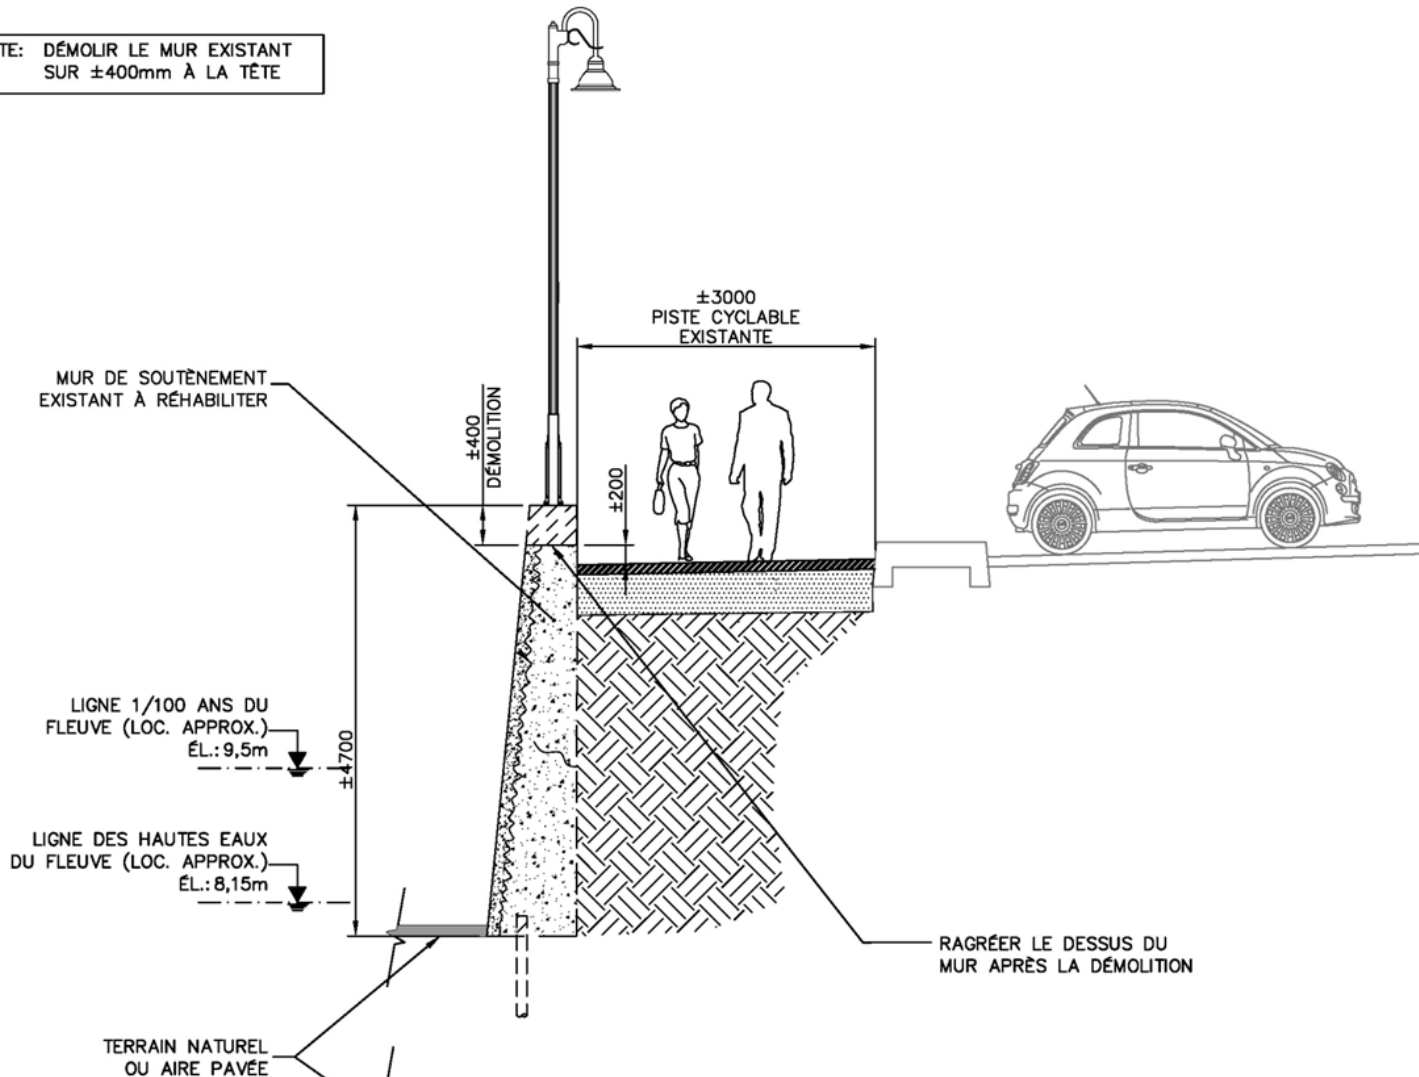 TE: DÉMOLIR LE MUR EXISTANT
SUR ±400mm À LA TÊTE
±3000
PISTE CYCLABLE
EXISTANTE
MUR DE SOUTÈNEMENT
EXISTANT À RÉHABILITER
±400
DÉMOLITION
±200
LIGNE 1/100 ANS DU
FLEUVE (LOC. APPROX.)
ÉL.: 9,5m
±4700
LIGNE DES HAUTES EAUX
DU FLEUVE (LOC. APPROX.)
ÉL.: 8,15m
RAGRÉER LE DESSUS DU
MUR APRÈS LA DÉMOLITION
TERRAIN NATUREL
OU AIRE PAVÉE